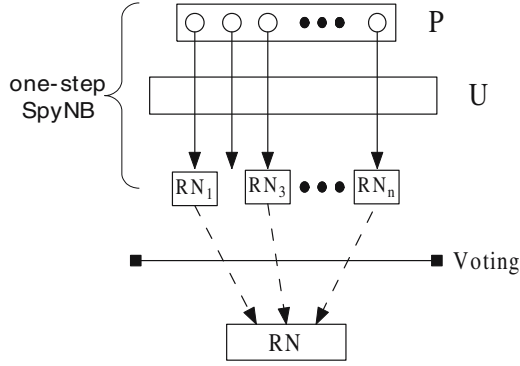 P
one-step
SpyNB
U
RN1 RN3 RNn
Voting
RN